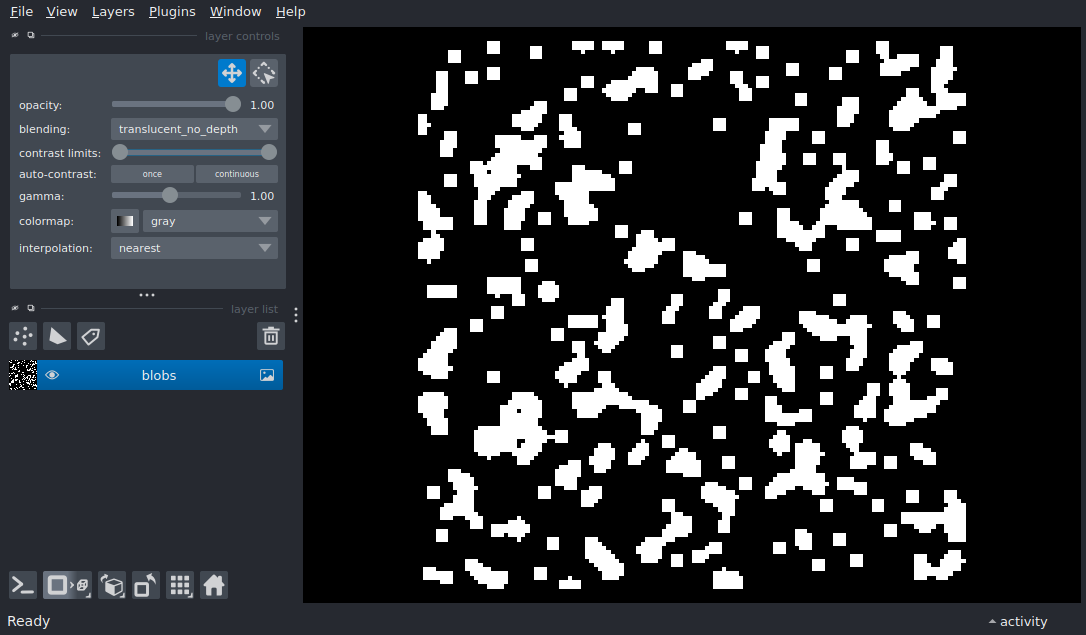 File View Layers Plugins Window Help
layer controls
opacity: 1.00
blending: translucent_no_depth
contrast limits:
auto-contrast: once continuous
gamma: 1.00
colormap: gray
interpolation: nearest
layer list
blobs
Ready activity